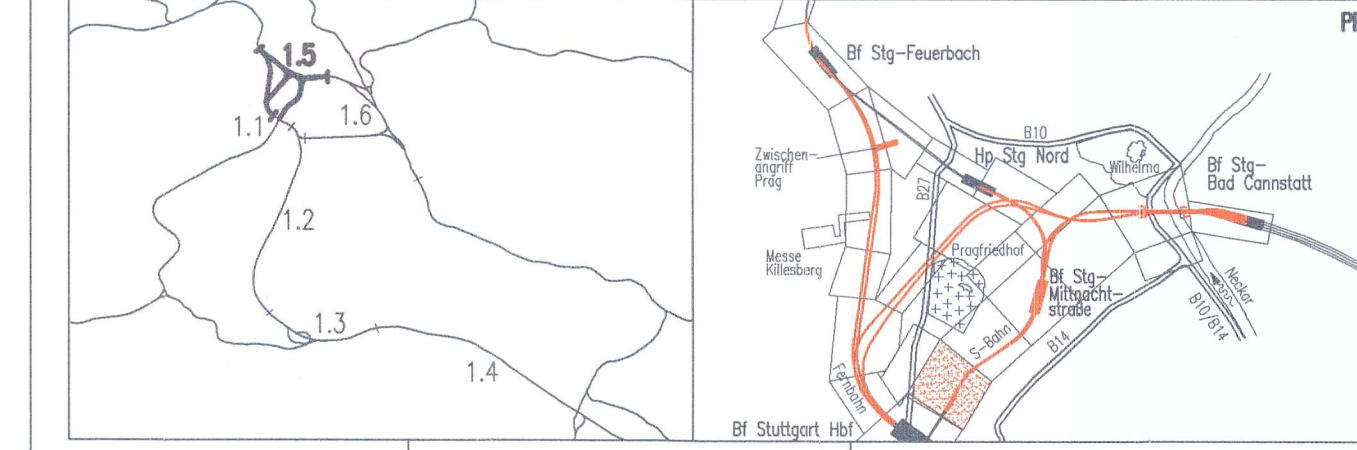 1.5
1.6
1.1
1.2
1.3
1.4
Bf Stg-Feuerbach
B10
Hp Stg Nord
Wilhelma
Bf Stg-
Bad Cannstatt
Zwischen-
angriff
Prag
B27
Messe
Killesberg
Pragfriedhof
Bf Stg-
Mittnacht-
straße
Neckar
B10/B14
S-Bahn
B14
Fernbahn
Bf Stuttgart Hbf